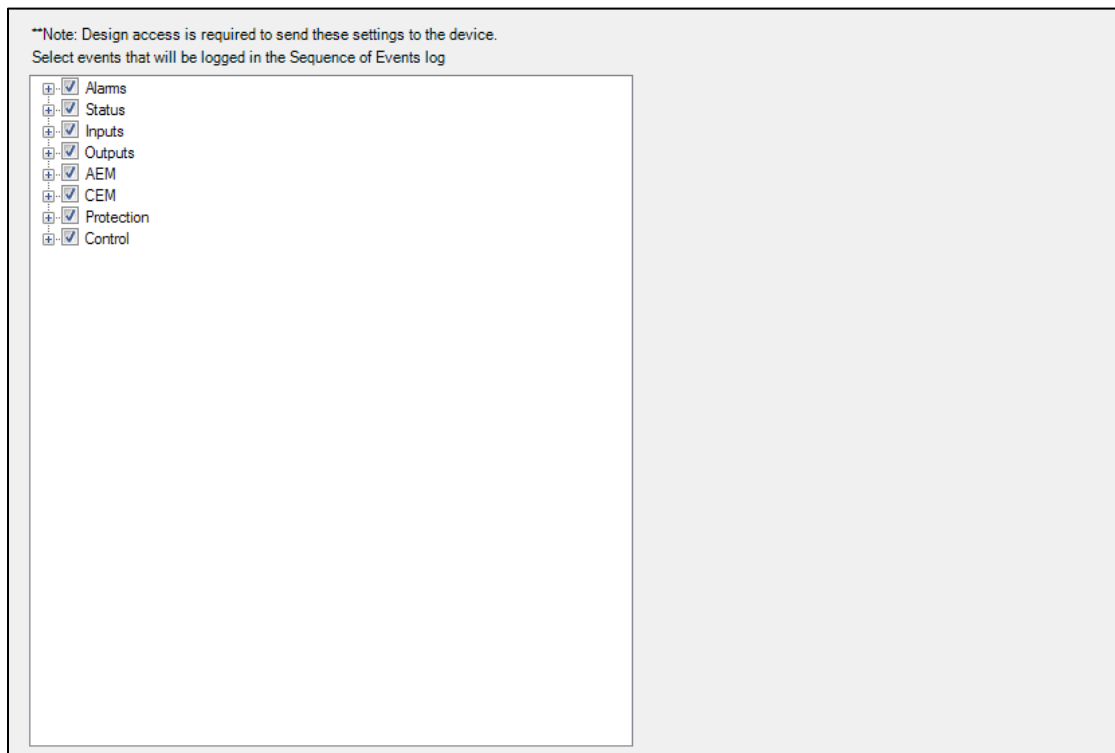 **Note: Design access is required to send these settings to the device.
Select events that will be logged in the Sequence of Events log
Alarms
Status
Inputs
Outputs
AEM
CEM
Protection
Control